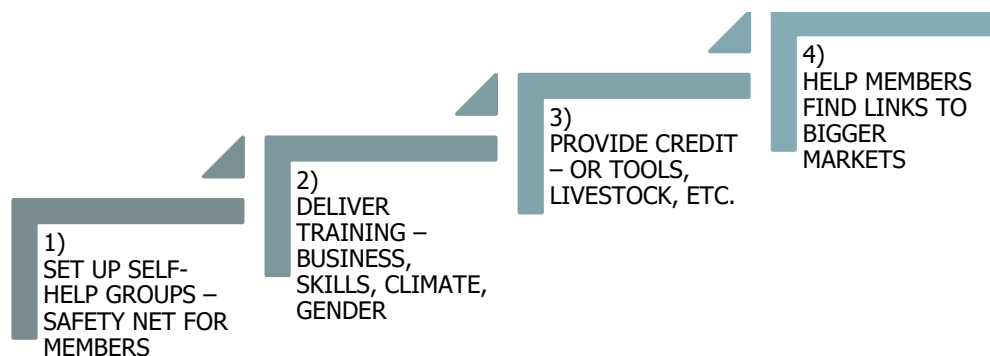 1)
SET UP SELF-
HELP GROUPS –
SAFETY NET FOR
MEMBERS
2)
DELIVER
TRAINING –
BUSINESS,
SKILLS, CLIMATE,
GENDER
3)
PROVIDE CREDIT
– OR TOOLS,
LIVESTOCK, ETC.
4)
HELP MEMBERS
FIND LINKS TO
BIGGER
MARKETS